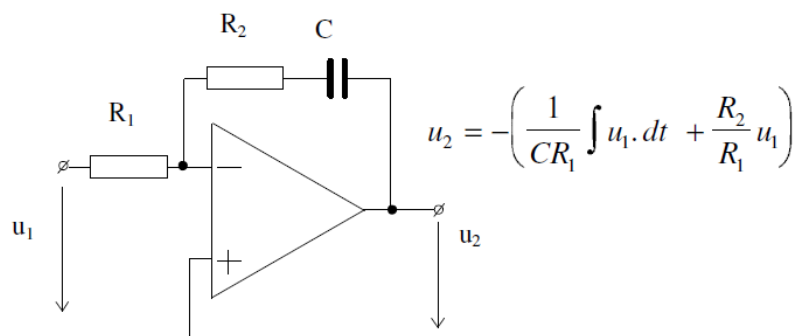 R₂
C
R₁
−
+
u₁
u₂
u₂ = −(1/(CR₁) ∫ u₁. dt + R₂/R₁ u₁)